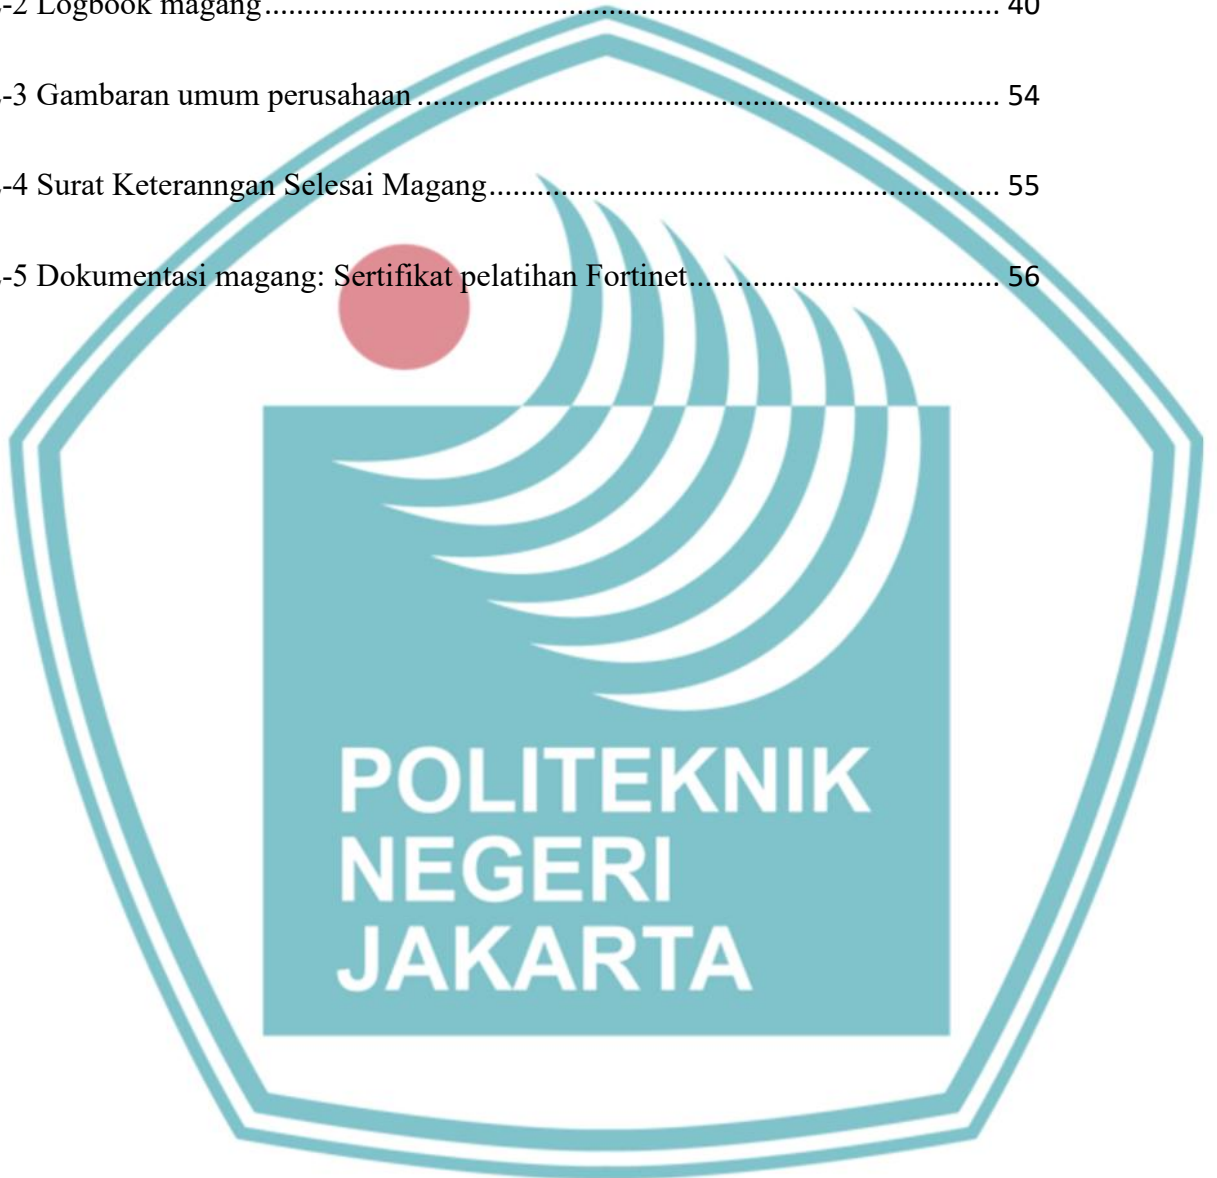 -2 Logbook magang........................................................................................... 40
-3 Gambaran umum perusahaan......................................................................... 54
-4 Surat Keteranngan Selesai Magang................................................................ 55
-5 Dokumentasi magang: Sertifikat pelatihan Fortinet....................................... 56
POLITEKNIK
NEGERI
JAKARTA